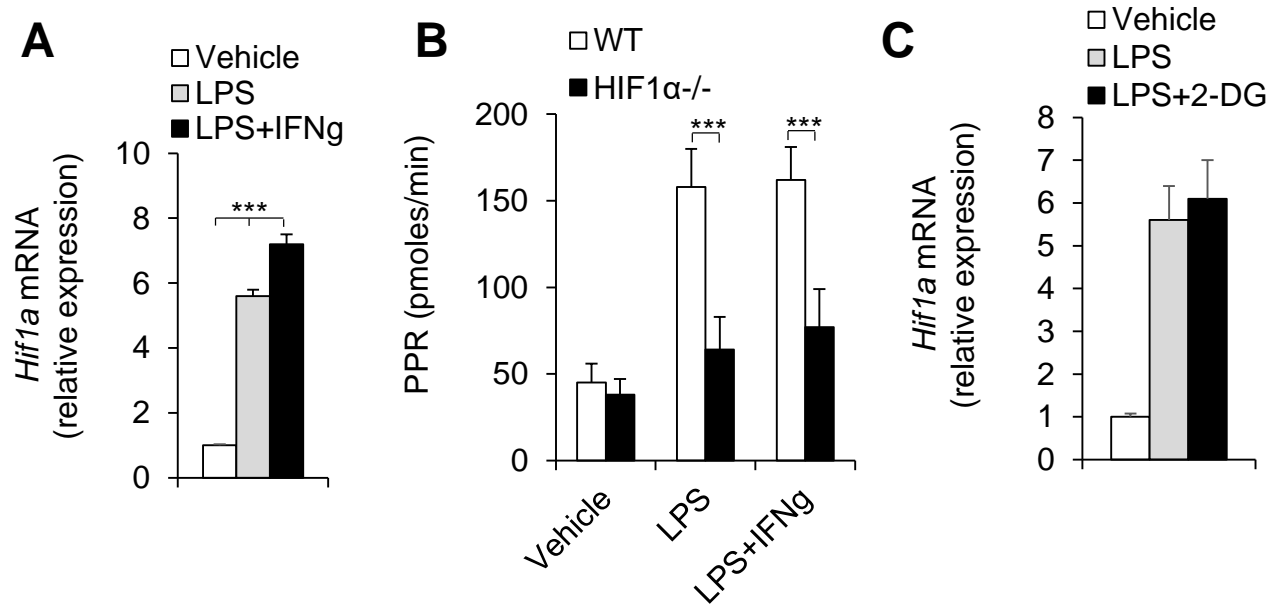 A
Vehicle
LPS
LPS+IFNg
Hif1a mRNA
(relative expression)
10
8
6
4
2
0
***
B
WT
HIF1α-/-
PPR (pmoles/min)
200
150
100
50
0
***
***
Vehicle
LPS
LPS+IFNg
C
Vehicle
LPS
LPS+2-DG
Hif1a mRNA
(relative expression)
8
7
6
5
4
3
2
1
0